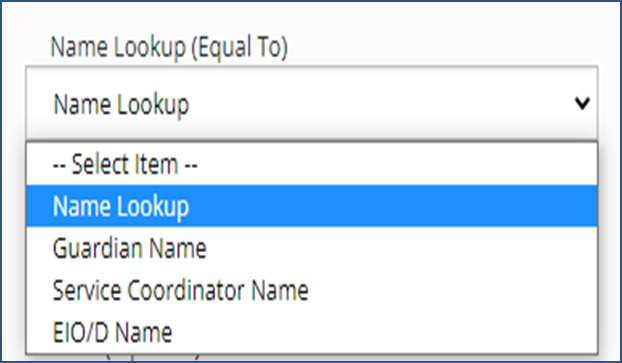 Name Lookup (Equal To)
Name Lookup
-- Select Item --
Name Lookup
Guardian Name
Service Coordinator Name
EIO/D Name